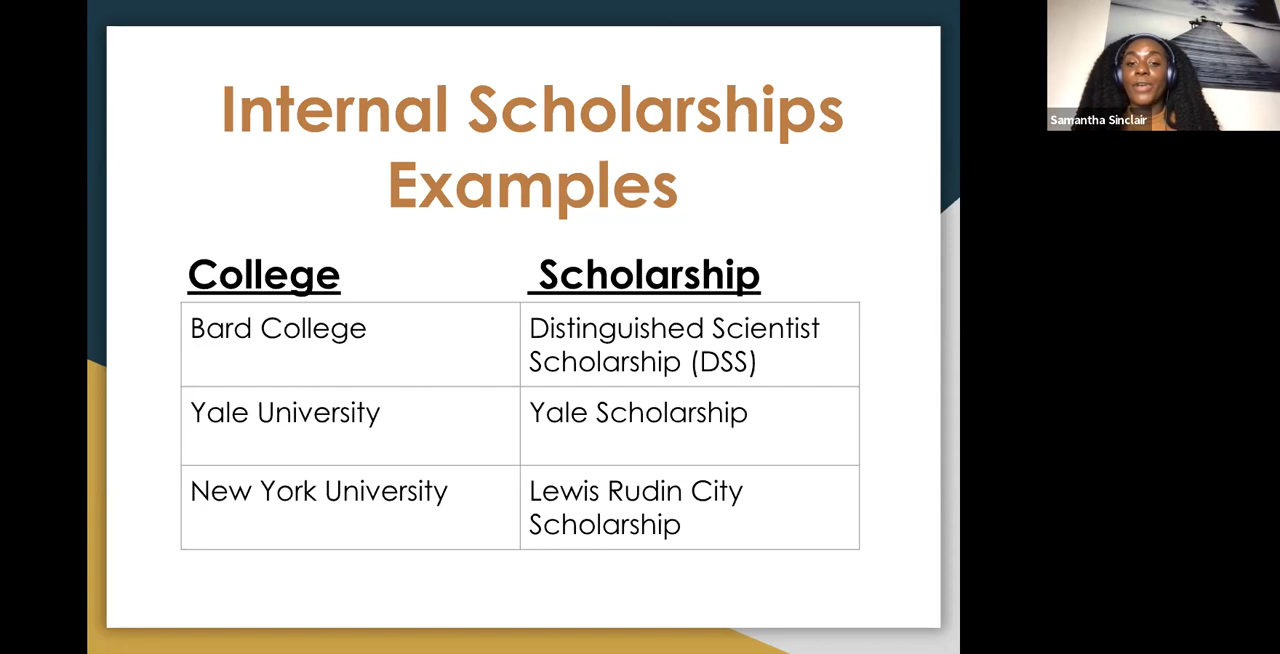 Internal Scholarships
Examples
College Scholarship
Bard College Distinguished Scientist
Scholarship (DSS)
Yale University Yale Scholarship
New York University Lewis Rudin City
Scholarship
Samantha Sinclair